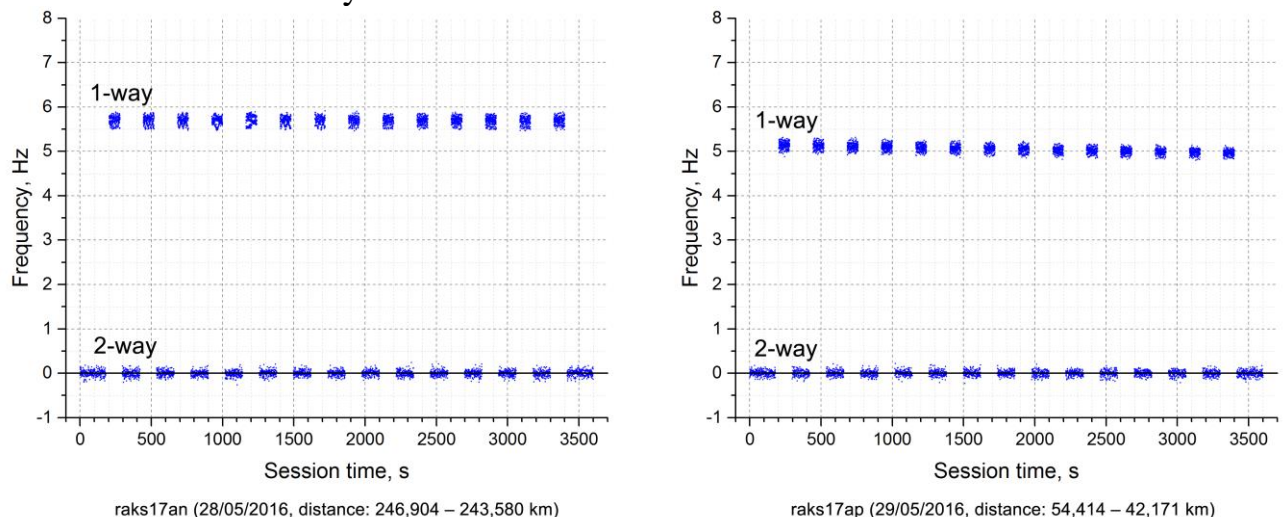 8
7
6
5
4
3
2
1
0
-1
Frequency, Hz
1-way
2-way
0 500 1000 1500 2000 2500 3000 3500
Session time, s
raks17an (28/05/2016, distance: 246,904 – 243,580 km)
8
7
6
5
4
3
2
1
0
-1
Frequency, Hz
1-way
2-way
0 500 1000 1500 2000 2500 3000 3500
Session time, s
raks17ap (29/05/2016, distance: 54,414 – 42,171 km)